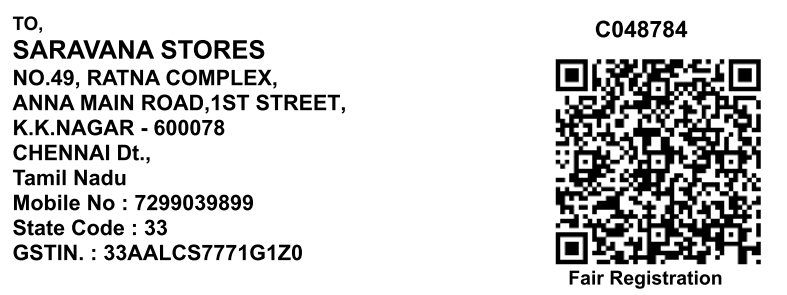 TO,
SARAVANA STORES
NO.49, RATNA COMPLEX,
ANNA MAIN ROAD,1ST STREET,
K.K.NAGAR - 600078
CHENNAI Dt.,
Tamil Nadu
Mobile No : 7299039899
State Code : 33
GSTIN. : 33AALCS7771G1Z0
C048784
Fair Registration